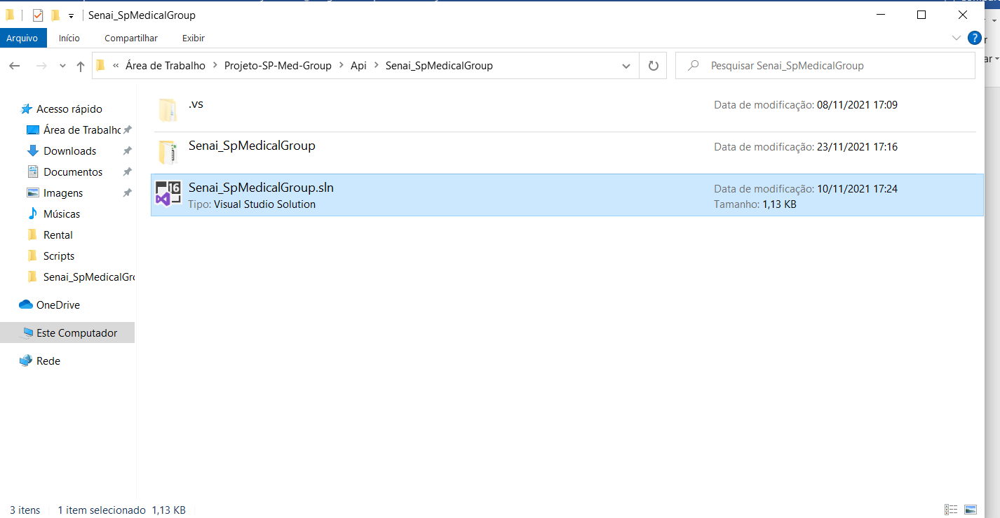 Senai_SpMedicalGroup
Arquivo Início Compartilhar Exibir
« Área de Trabalho > Projeto-SP-Med-Group > Api > Senai_SpMedicalGroup
Pesquisar Senai_SpMedicalGroup
Acesso rápido
Área de Trabalho
Downloads
Documentos
Imagens
Músicas
Rental
Scripts
Senai_SpMedicalGro
OneDrive
Este Computador
Rede
.vs
Data de modificação: 08/11/2021 17:09
Senai_SpMedicalGroup
Data de modificação: 23/11/2021 17:16
16
Senai_SpMedicalGroup.sln
Data de modificação: 10/11/2021 17:24
Tipo: Visual Studio Solution
Tamanho: 1,13 KB
3 itens 1 item selecionado 1,13 KB